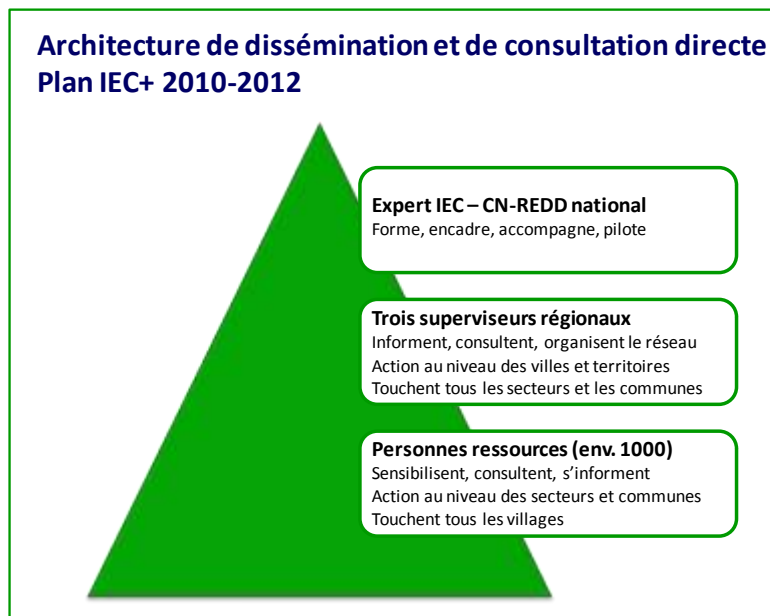 Architecture de dissémination et de consultation directe
Plan IEC+ 2010-2012
Expert IEC – CN-REDD national
Forme, encadre, accompagne, pilote
Trois superviseurs régionaux
Informent, consultent, organisent le réseau
Action au niveau des villes et territoires
Touchent tous les secteurs et les communes
Personnes ressources (env. 1000)
Sensibilisent, consultent, s’informent
Action au niveau des secteurs et communes
Touchent tous les villages